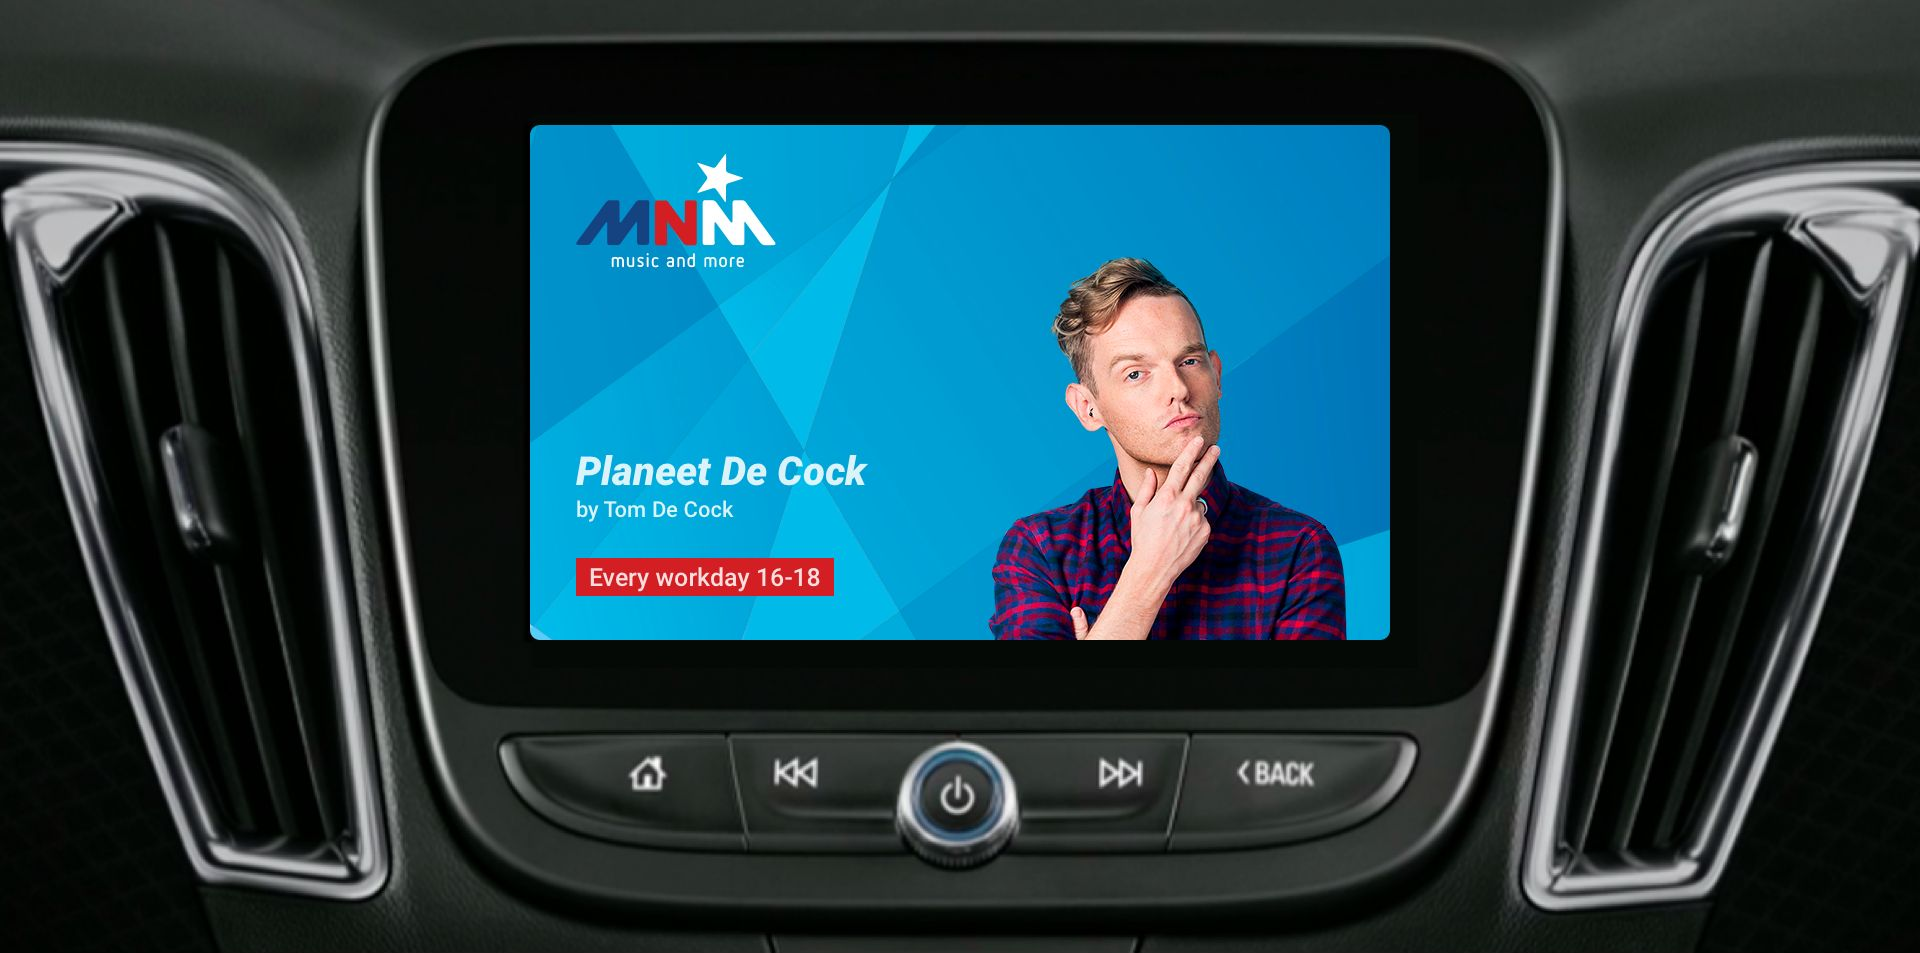 MNM
music and more
Planeet De Cock
by Tom De Cock
Every workday 16-18
BACK